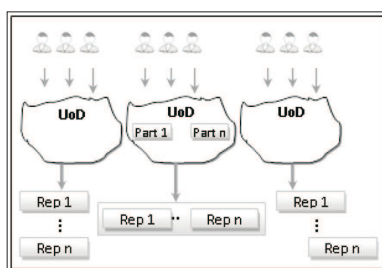 UoD
Part 1 Part n
Rep 1
⋮
Rep n
UoD
Rep 1 .. Rep n
UoD
Rep 1
⋮
Rep n